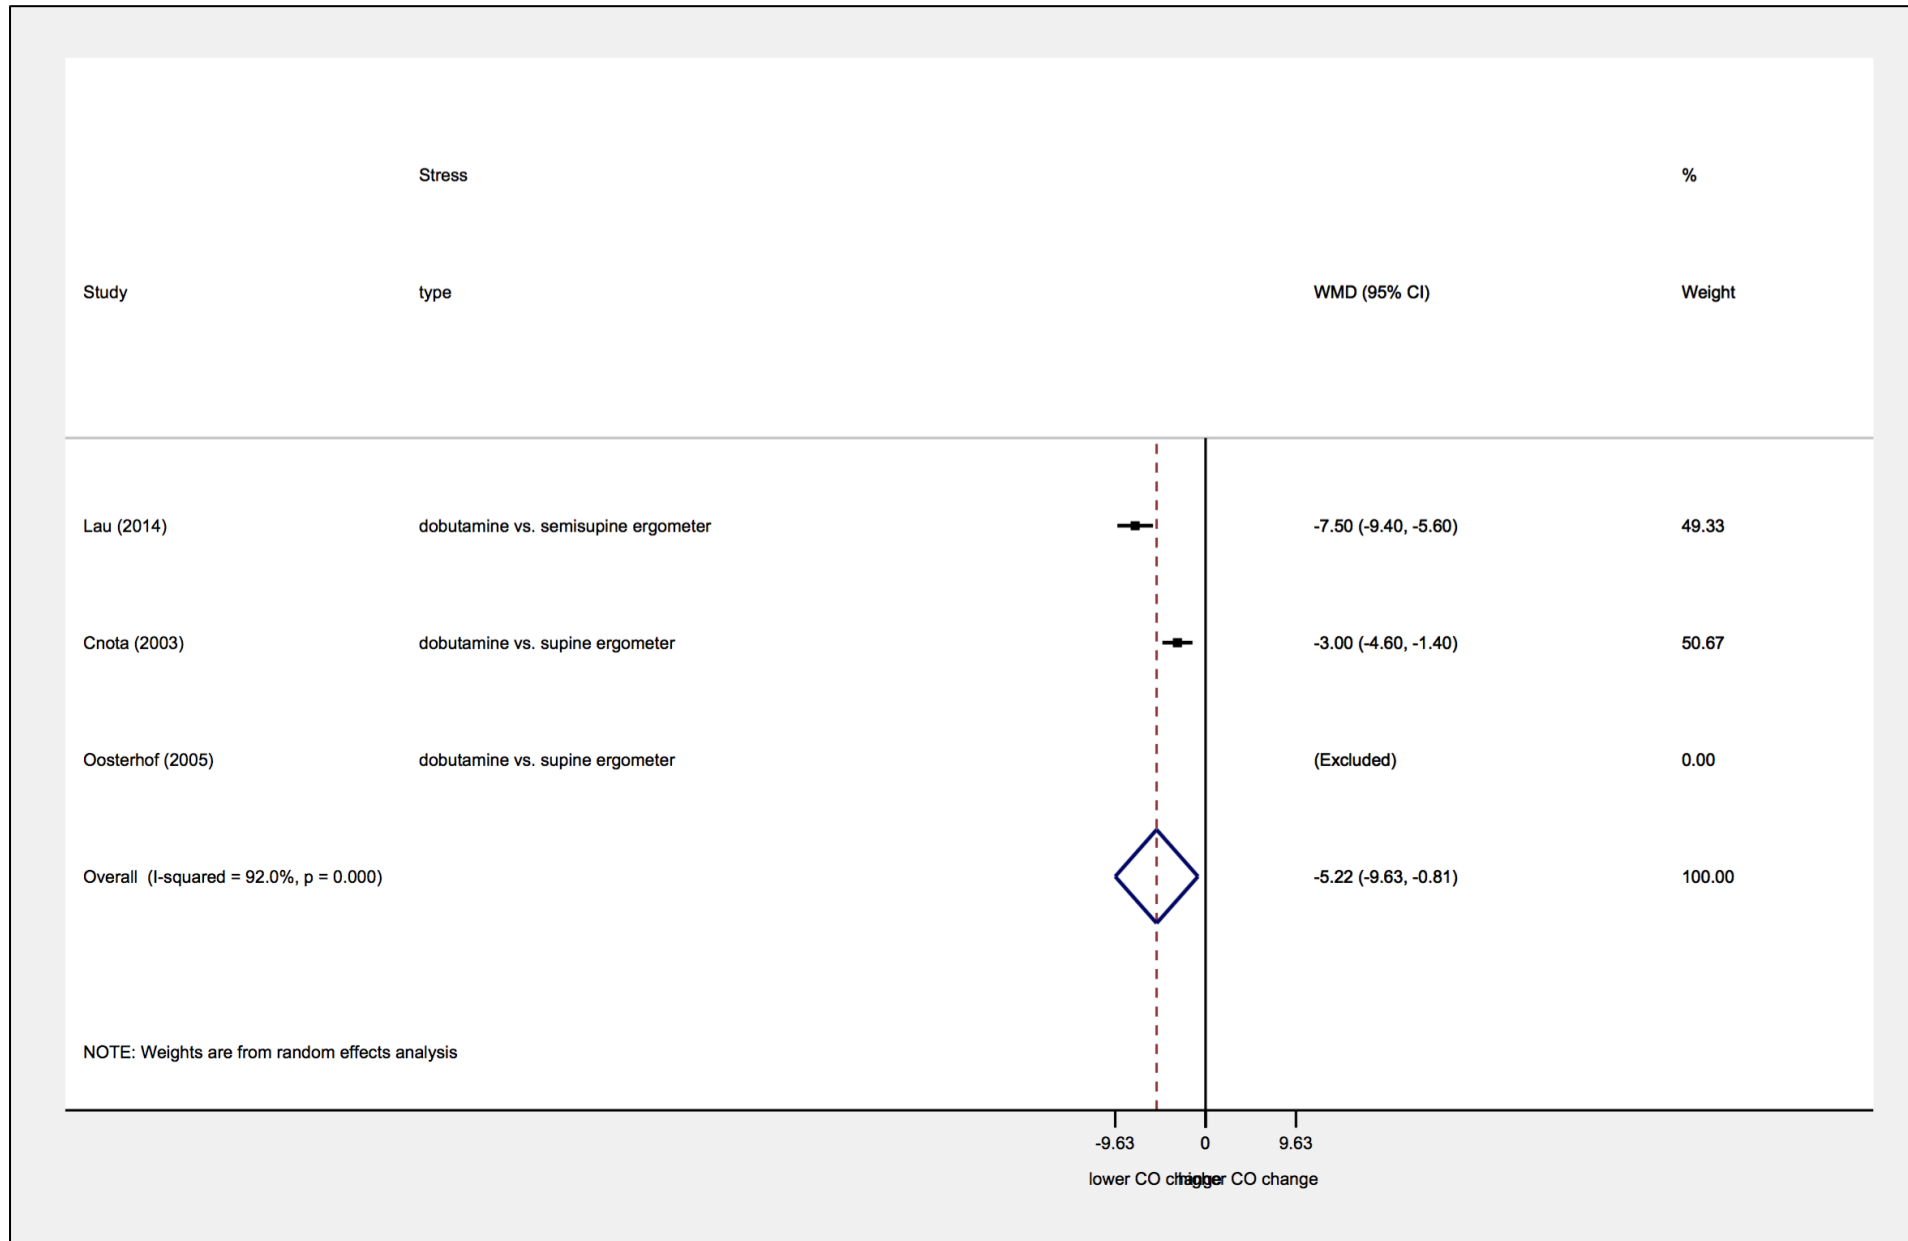 Stress %
Study type WMD (95% CI) Weight
Lau (2014) dobutamine vs. semisupine ergometer -7.50 (-9.40, -5.60) 49.33
Cnota (2003) dobutamine vs. supine ergometer -3.00 (-4.60, -1.40) 50.67
Oosterhof (2005) dobutamine vs. supine ergometer (Excluded) 0.00
Overall (I-squared = 92.0%, p = 0.000) -5.22 (-9.63, -0.81) 100.00
NOTE: Weights are from random effects analysis
-9.63 0 9.63
lower CO change higher CO change